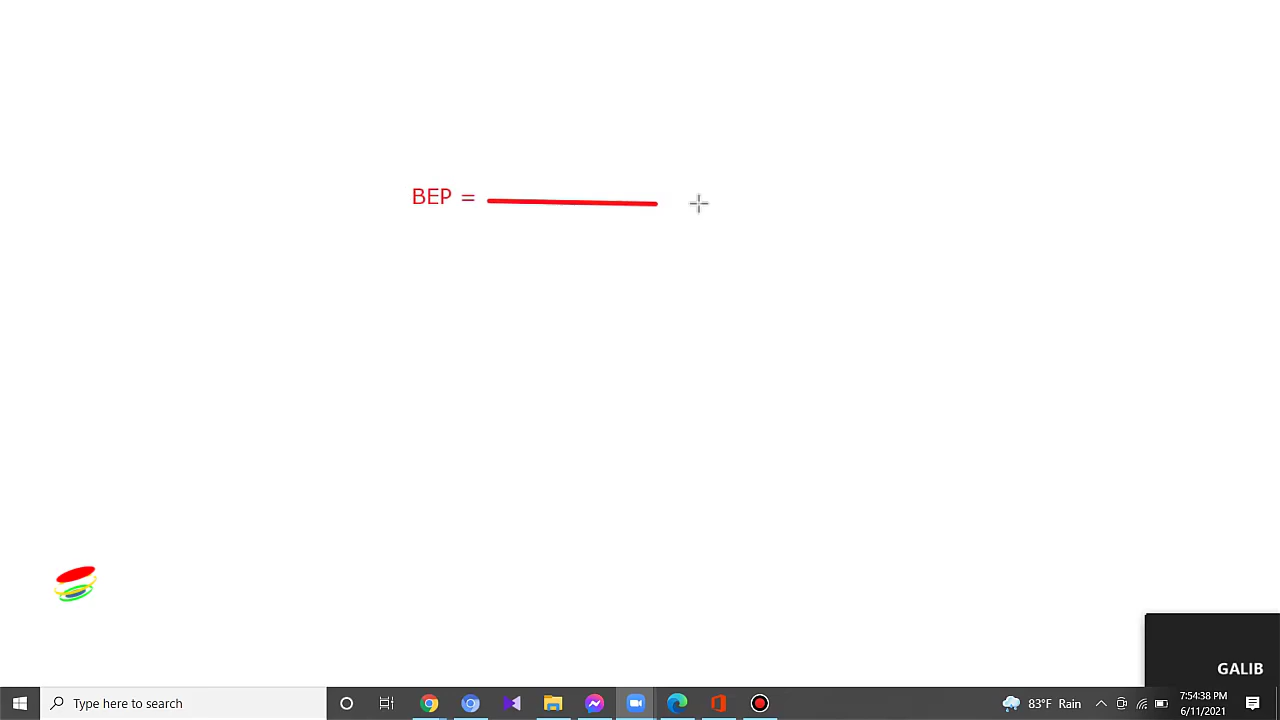 BEP =
GALIB
Type here to search
83°F Rain
7:54:38 PM
6/11/2021